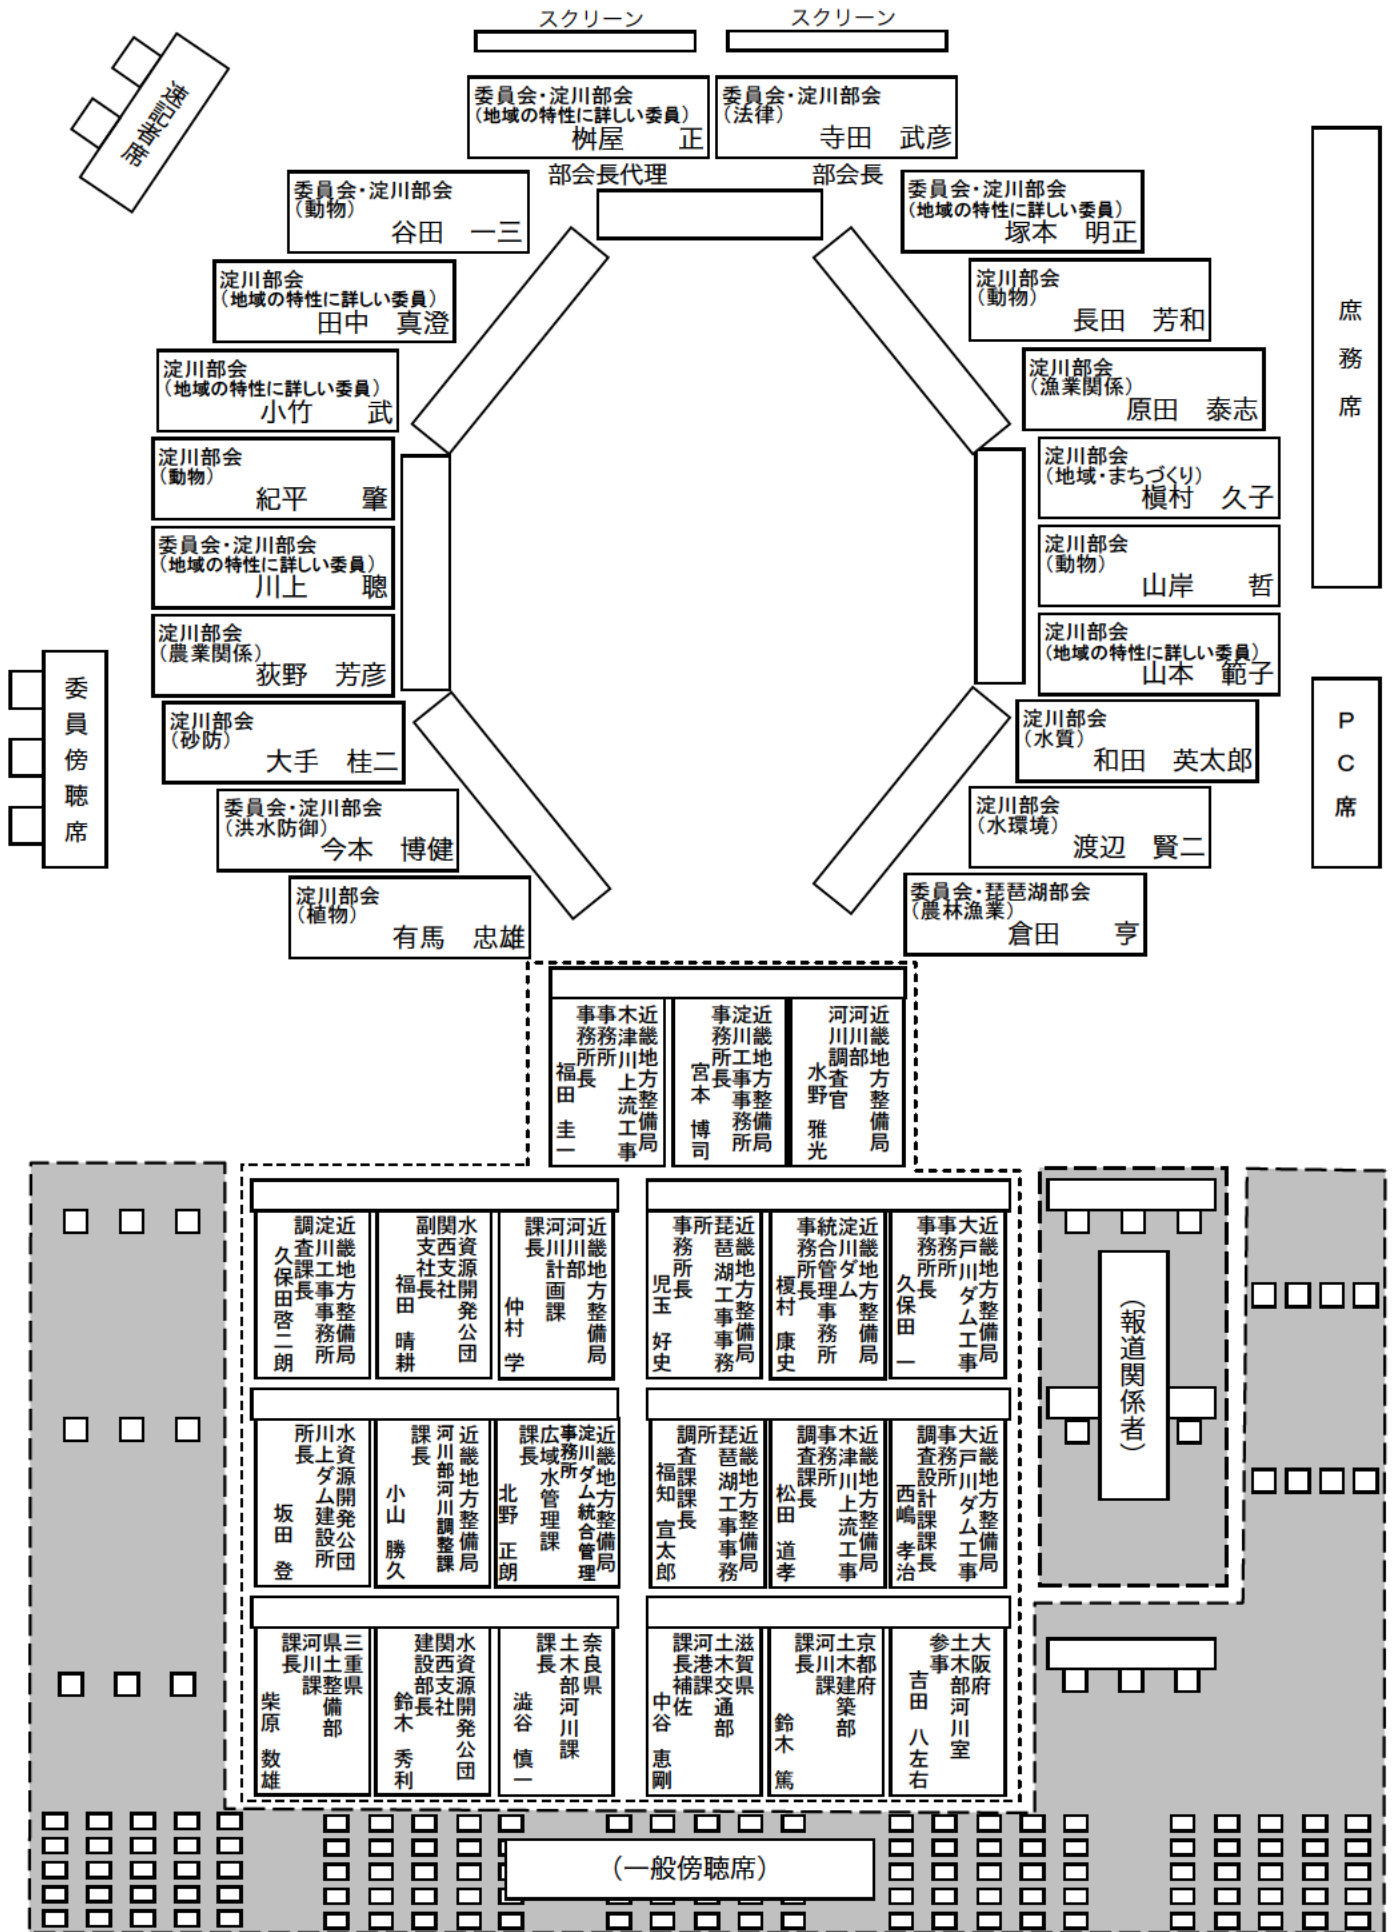 スクリーン
スクリーン
速記者席
委員会・淀川部会
(地域の特性に詳しい委員)
桝屋　正
部会長代理
委員会・淀川部会
(法律)
寺田　武彦
部会長
委員会・淀川部会
(動物)
谷田　一三
淀川部会
(地域の特性に詳しい委員)
田中　真澄
淀川部会
(地域の特性に詳しい委員)
小竹　武
淀川部会
(動物)
紀平　肇
委員会・淀川部会
(地域の特性に詳しい委員)
川上　聰
淀川部会
(農業関係)
荻野　芳彦
淀川部会
(砂防)
大手　桂二
委員会・淀川部会
(洪水防御)
今本　博健
淀川部会
(植物)
有馬　忠雄
委員会・淀川部会
(地域の特性に詳しい委員)
塚本　明正
淀川部会
(動物)
長田　芳和
淀川部会
(漁業関係)
原田　泰志
淀川部会
(地域・まちづくり)
槇村　久子
淀川部会
(動物)
山岸　哲
淀川部会
(地域の特性に詳しい委員)
山本　範子
淀川部会
(水質)
和田　英太郎
淀川部会
(水環境)
渡辺　賢二
委員会・琵琶湖部会
(農林漁業)
倉田　亨
庶務席
PC席
委員傍聴席
近畿地方整備局
木津川上流工事
事務所
事務所長
福田　圭一
近畿地方整備局
淀川工事事務所
事務所長
宮本　博司
近畿地方整備局
河川部
河川調査官
水野　雅光
近畿地方整備局
淀川工事事務所
調査課長
久保田啓二朗
水資源開発公団
関西支社
副支社長
福田　晴耕
近畿地方整備局
河川部
河川計画課
課長
仲村　学
近畿地方整備局
琵琶湖工事事務
所
事務所長
児玉　好史
近畿地方整備局
淀川ダム
統合管理事務所
事務所長
榎村　康史
近畿地方整備局
大戸川ダム工事
事務所
事務所長
久保田　一
水資源開発公団
川上ダム建設所
所長
坂田　登
近畿地方整備局
河川部河川調整課
課長
小山　勝久
近畿地方整備局
淀川ダム統合管理
事務所
広域水管理課
課長
北野　正朗
近畿地方整備局
琵琶湖工事事務
所
調査課課長
福知　宣太郎
近畿地方整備局
木津川上流工事
事務所
調査課長
松田　道孝
近畿地方整備局
大戸川ダム工事
事務所
調査設計課課長
西嶋　孝治
三重県
県土整備部
河川課
課長
柴原　数雄
水資源開発公団
関西支社
建設部長
鈴木　秀利
奈良県
土木部河川課
課長
澁谷　慎一
滋賀県
土木交通部
河港課
課長補佐
中谷　恵剛
京都府
土木建築部
河川課
課長
鈴木　篤
大阪府
土木部河川室
参事
吉田　八左右
(報道関係者)
(一般傍聴席)